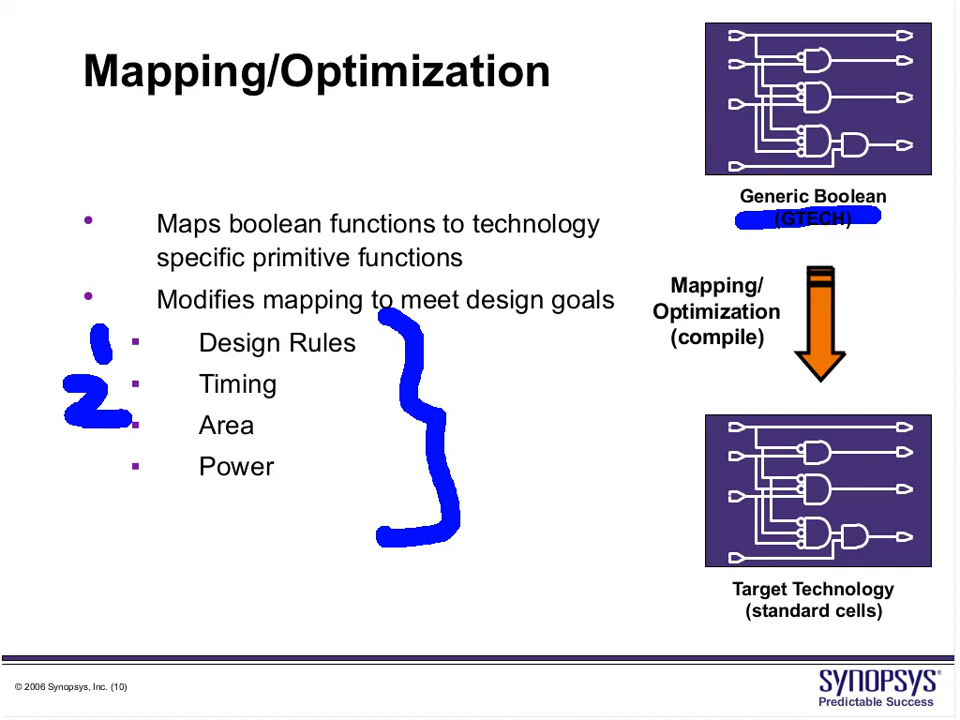 Mapping/Optimization
• Maps boolean functions to technology
specific primitive functions
• Modifies mapping to meet design goals
1
▪ Design Rules
2
▪ Timing
▪ Area
▪ Power
Generic Boolean
(GTECH)
Mapping/
Optimization
(compile)
Target Technology
(standard cells)
© 2006 Synopsys, Inc. (10)
SYNOPSYS®
Predictable Success